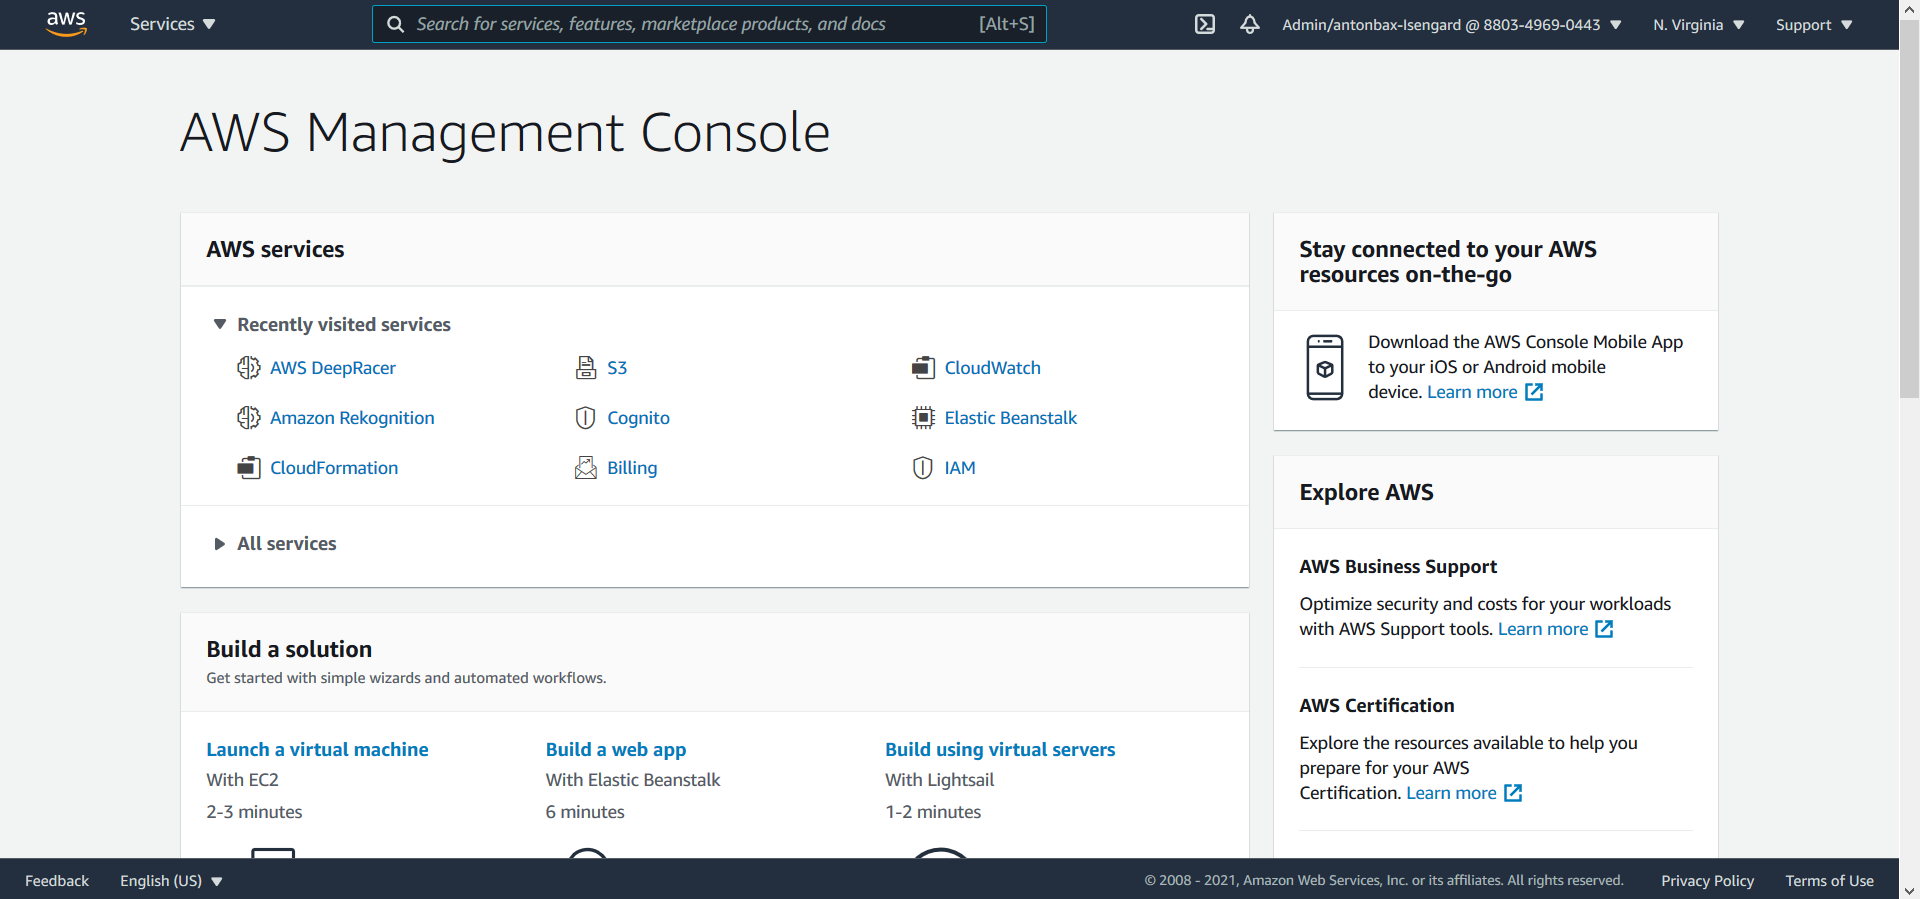 aws Services Search for services, features, marketplace products, and docs [Alt+S] Admin/antonbax-Isengard @ 8803-4969-0443 N. Virginia Support
AWS Management Console
AWS services
Recently visited services
AWS DeepRacer S3 CloudWatch
Amazon Rekognition Cognito Elastic Beanstalk
CloudFormation Billing IAM
All services
Build a solution
Get started with simple wizards and automated workflows.
Launch a virtual machine
With EC2
2-3 minutes
Build a web app
With Elastic Beanstalk
6 minutes
Build using virtual servers
With Lightsail
1-2 minutes
Stay connected to your AWS
resources on-the-go
Download the AWS Console Mobile App
to your iOS or Android mobile
device. Learn more
Explore AWS
AWS Business Support
Optimize security and costs for your workloads
with AWS Support tools. Learn more
AWS Certification
Explore the resources available to help you
prepare for your AWS
Certification. Learn more
Feedback English (US) © 2008 - 2021, Amazon Web Services, Inc. or its affiliates. All rights reserved. Privacy Policy Terms of Use